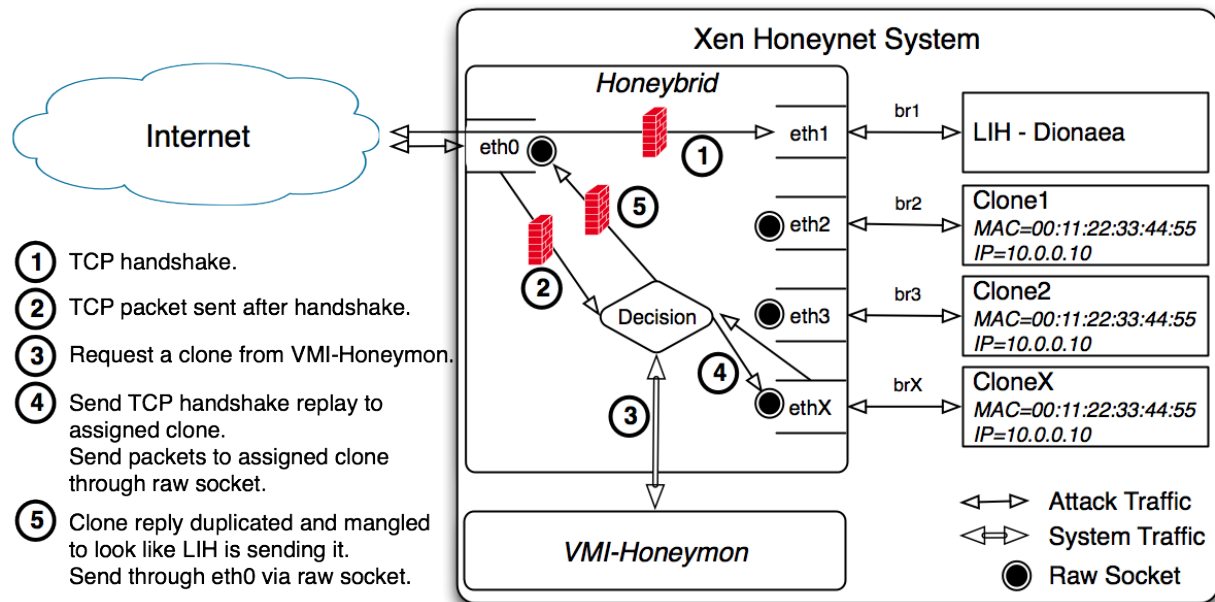 Xen Honeynet System
Honeybrid
Internet
eth0
1
eth1
br1
LIH - Dionaea
5
eth2
br2
Clone1
MAC=00:11:22:33:44:55
IP=10.0.0.10
2
Decision
eth3
br3
Clone2
MAC=00:11:22:33:44:55
IP=10.0.0.10
4
ethX
brX
CloneX
MAC=00:11:22:33:44:55
IP=10.0.0.10
3
VMI-Honeymon
1 TCP handshake.
2 TCP packet sent after handshake.
3 Request a clone from VMI-Honeymon.
4 Send TCP handshake replay to
assigned clone.
Send packets to assigned clone
through raw socket.
5 Clone reply duplicated and mangled
to look like LIH is sending it.
Send through eth0 via raw socket.
Attack Traffic
System Traffic
Raw Socket